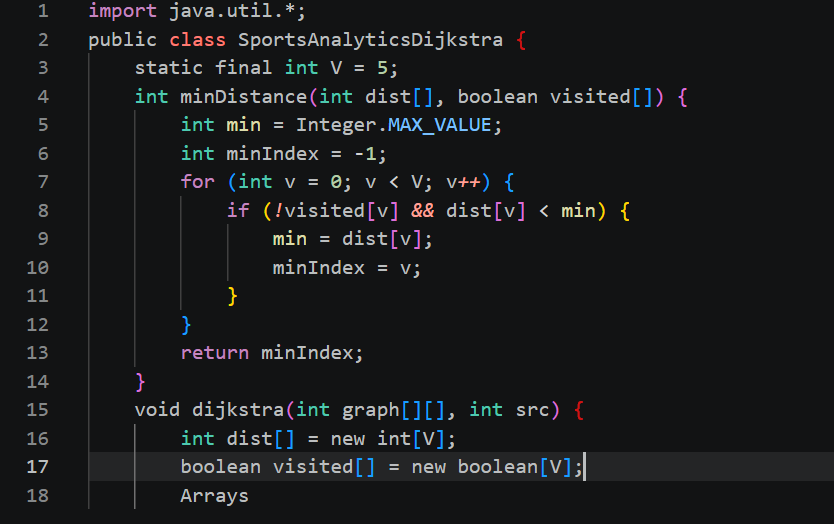 1 import java.util.*;
2 public class SportsAnalyticsDijkstra {
3 static final int V = 5;
4 int minDistance(int dist[], boolean visited[]) {
5 int min = Integer.MAX_VALUE;
6 int minIndex = -1;
7 for (int v = 0; v < V; v++) {
8 if (!visited[v] && dist[v] < min) {
9 min = dist[v];
10 minIndex = v;
11 }
12 }
13 return minIndex;
14 }
15 void dijkstra(int graph[][], int src) {
16 int dist[] = new int[V];
17 boolean visited[] = new boolean[V];
18 Arrays